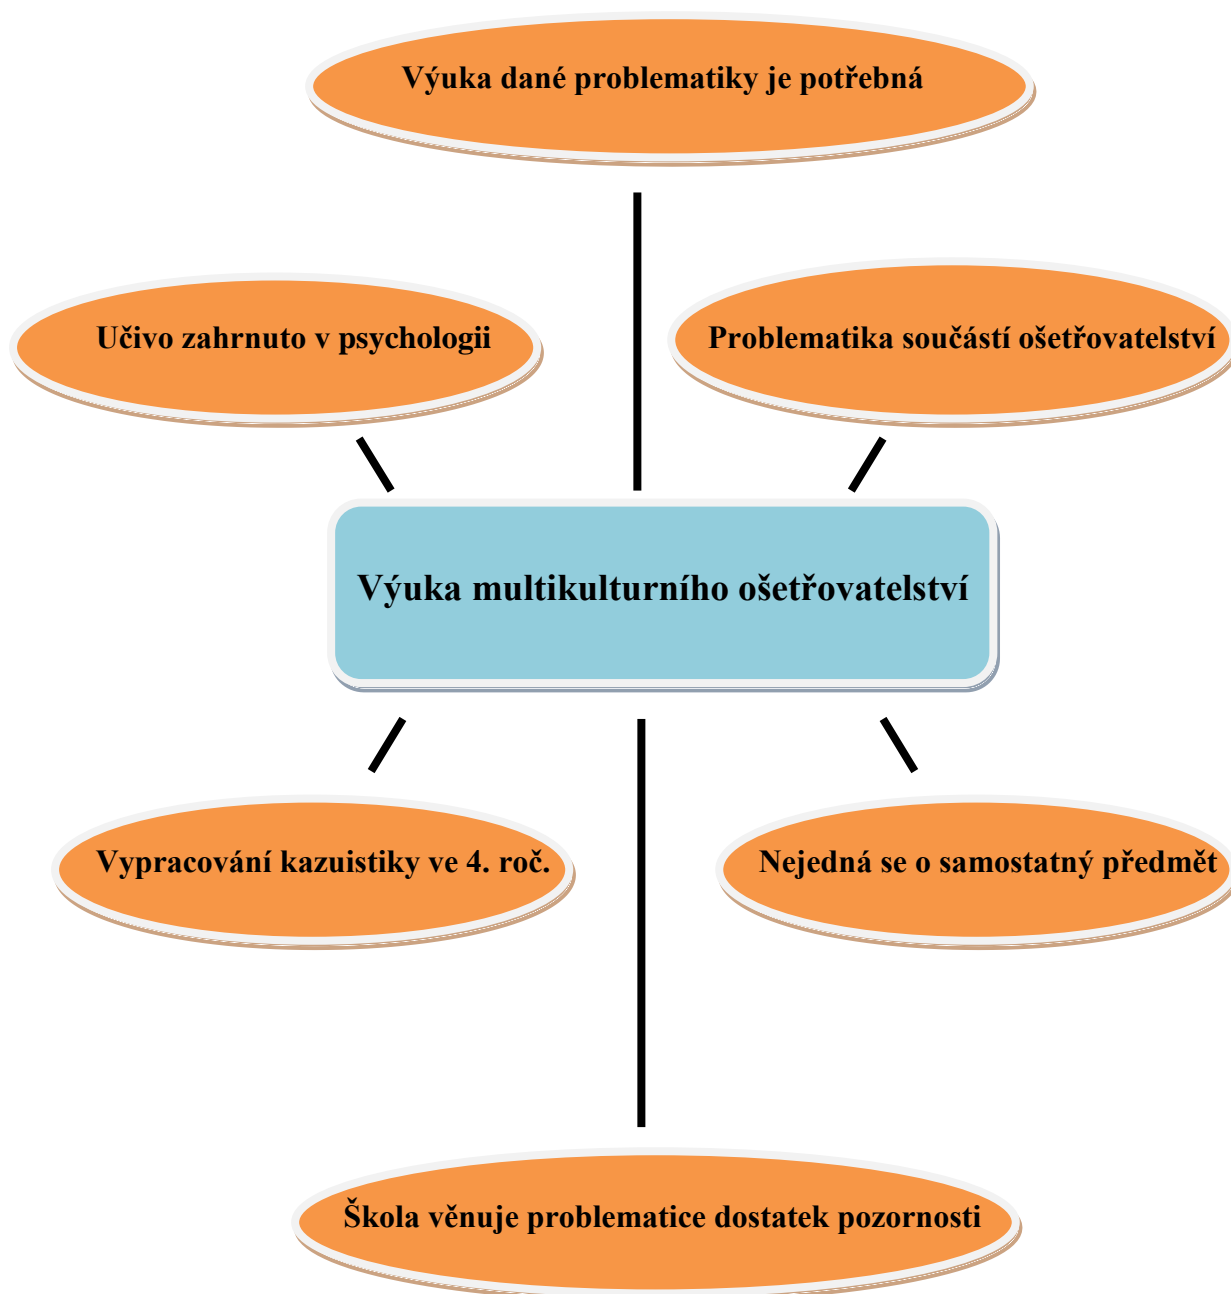 Výuka dané problematiky je potřebná
Učivo zahrnuto v psychologii
Problematika součástí ošetřovatelství
Výuka multikulturního ošetřovatelství
Vypracování kazuistiky ve 4. roč.
Nejedná se o samostatný předmět
Škola věnuje problematice dostatek pozornosti